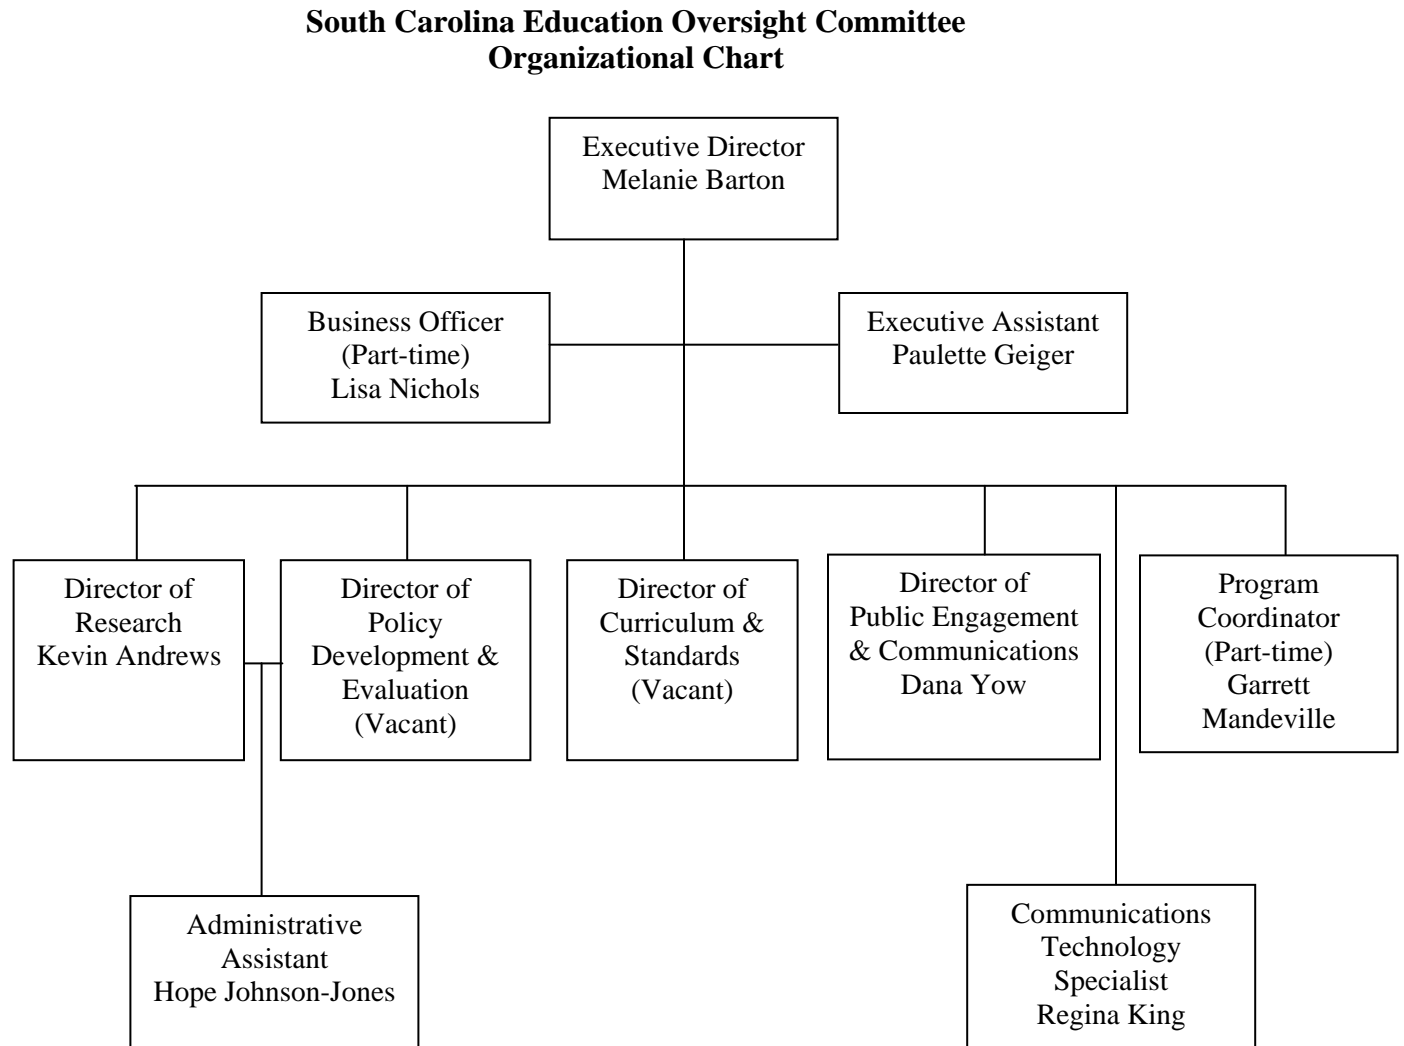 South Carolina Education Oversight Committee
Organizational Chart
Executive Director
Melanie Barton
Business Officer
(Part-time)
Lisa Nichols
Executive Assistant
Paulette Geiger
Director of
Research
Kevin Andrews
Director of
Policy
Development &
Evaluation
(Vacant)
Director of
Curriculum &
Standards
(Vacant)
Director of
Public Engagement
& Communications
Dana Yow
Program
Coordinator
(Part-time)
Garrett
Mandeville
Administrative
Assistant
Hope Johnson-Jones
Communications
Technology
Specialist
Regina King